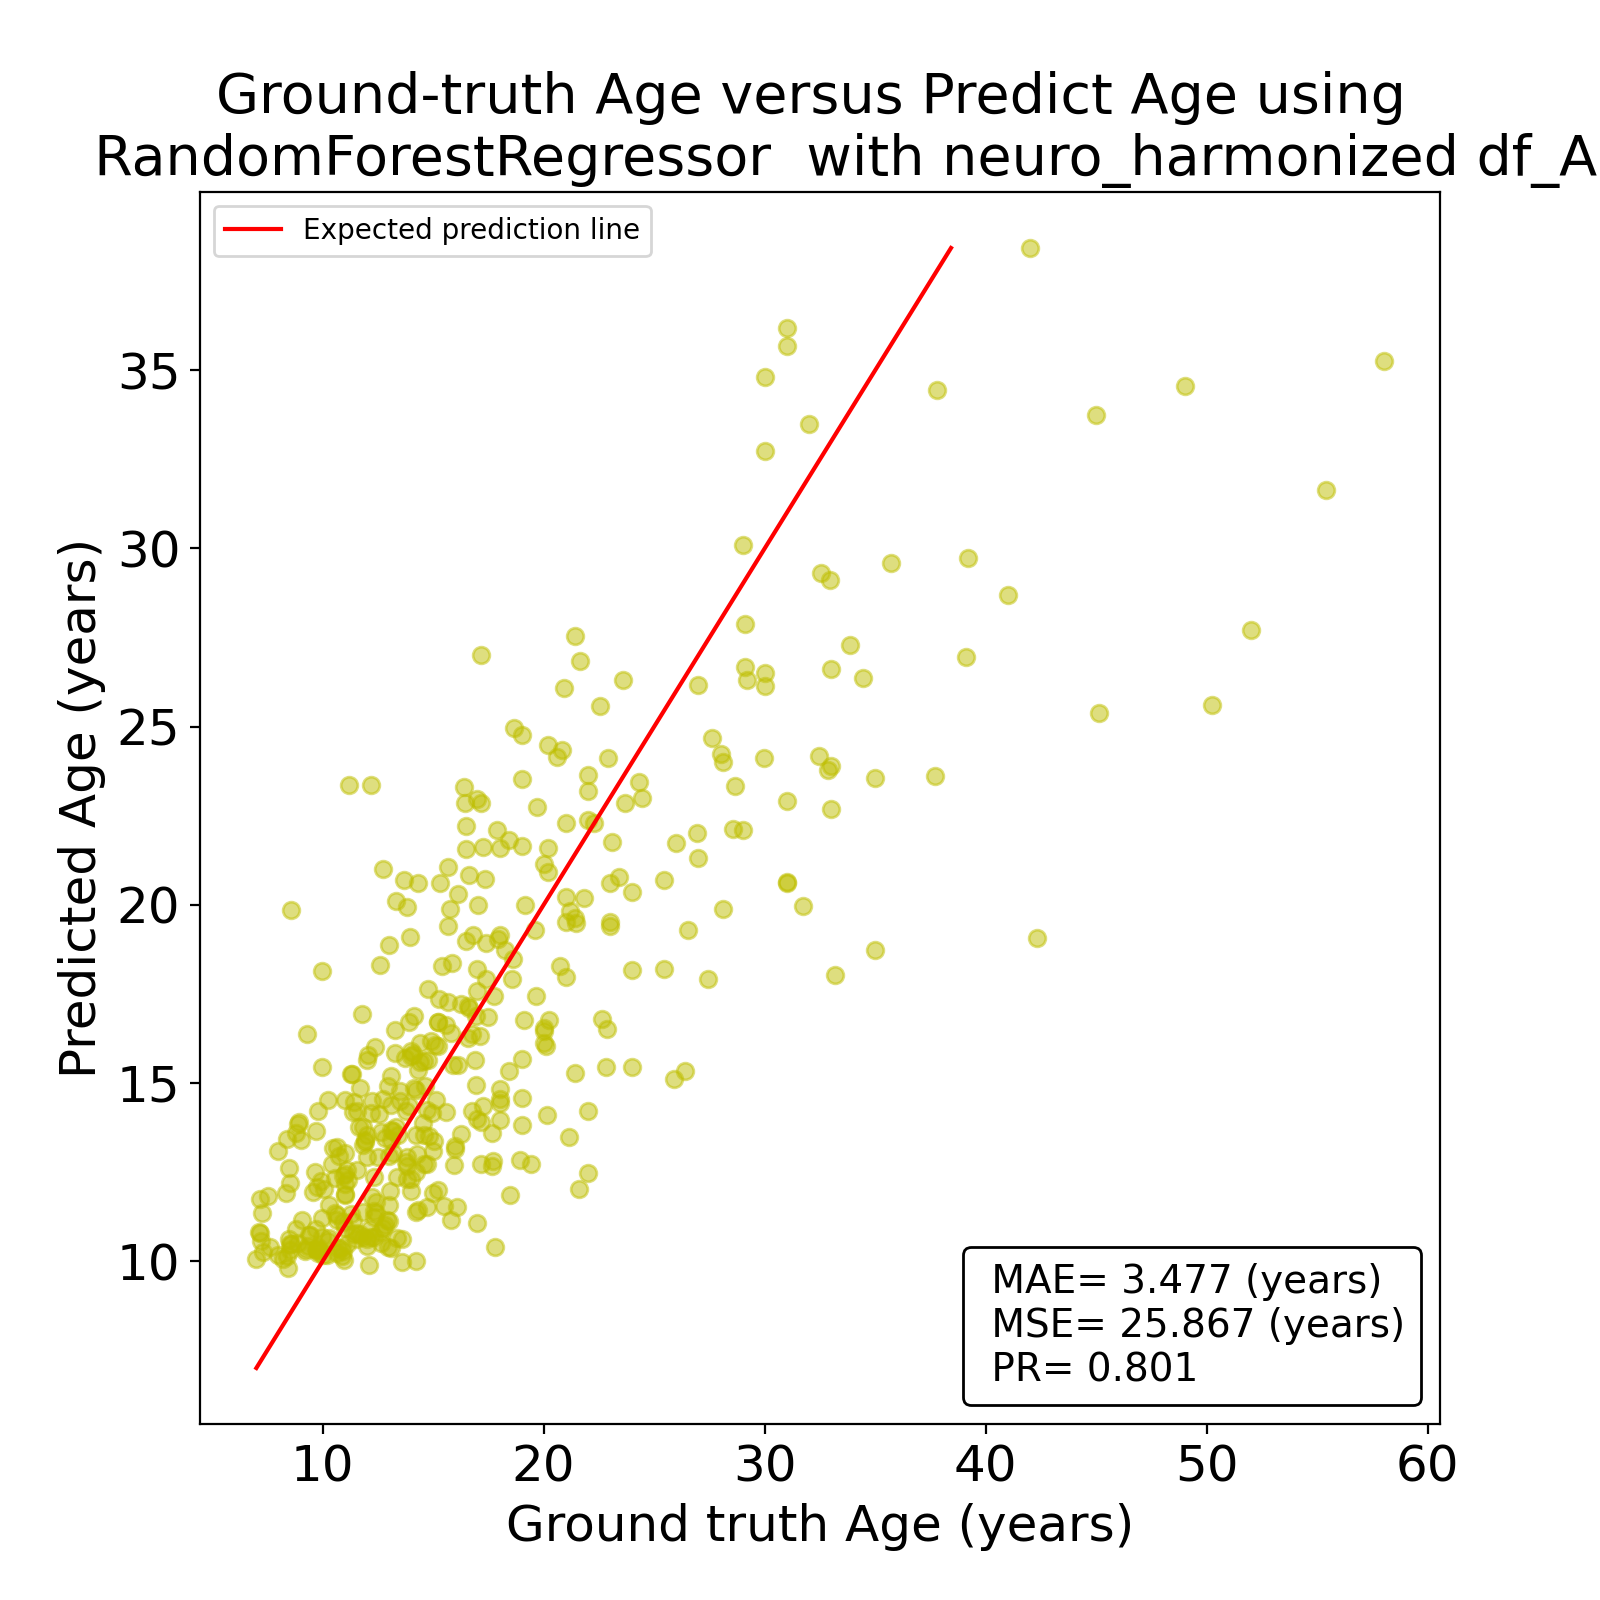 Ground-truth Age versus Predict Age using
RandomForestRegressor  with neuro_harmonized df_A
Expected prediction line
35
30
25
20
15
10
Predicted Age (years)
MAE= 3.477 (years)
MSE= 25.867 (years)
PR= 0.801
10 20 30 40 50 60
Ground truth Age (years)